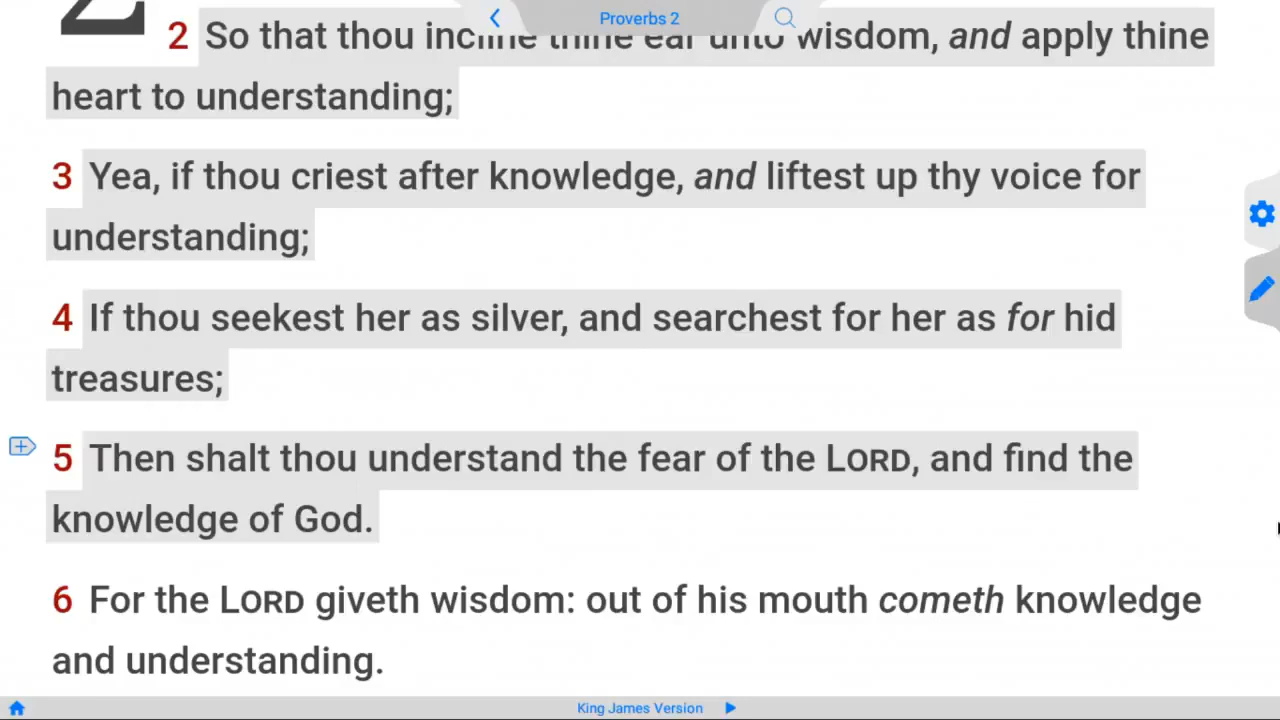 Proverbs 2
2 So that thou incline thine ear unto wisdom, and apply thine
heart to understanding;
3 Yea, if thou criest after knowledge, and liftest up thy voice for
understanding;
4 If thou seekest her as silver, and searchest for her as for hid
treasures;
5 Then shalt thou understand the fear of the LORD, and find the
knowledge of God.
6 For the LORD giveth wisdom: out of his mouth cometh knowledge
and understanding.
King James Version